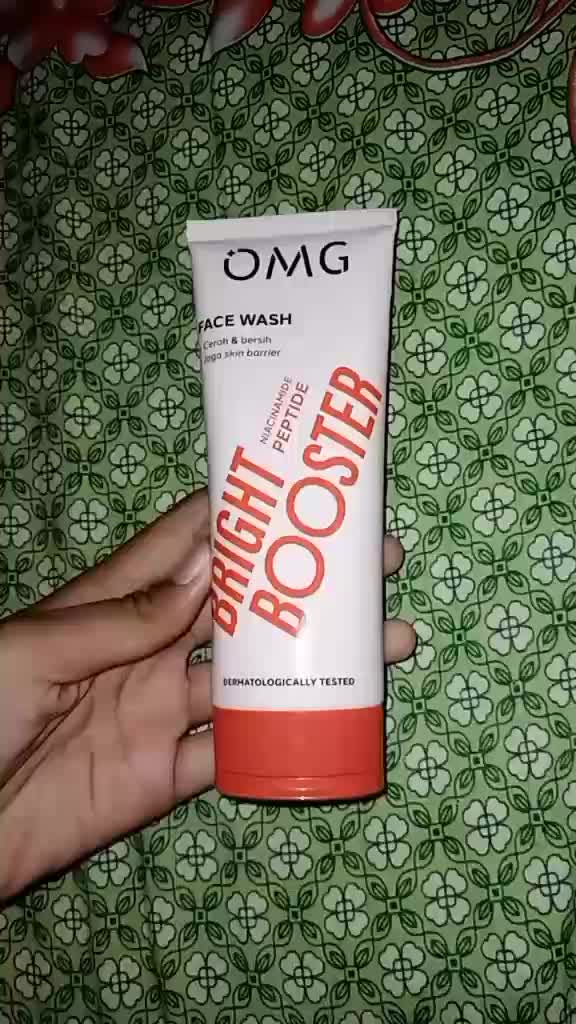 OMG
FACE WASH
Cerah & bersih
Jaga skin barrier
NIACINAMIDE
PEPTIDE
BRIGHT
BOOSTER
DERMATOLOGICALLY TESTED